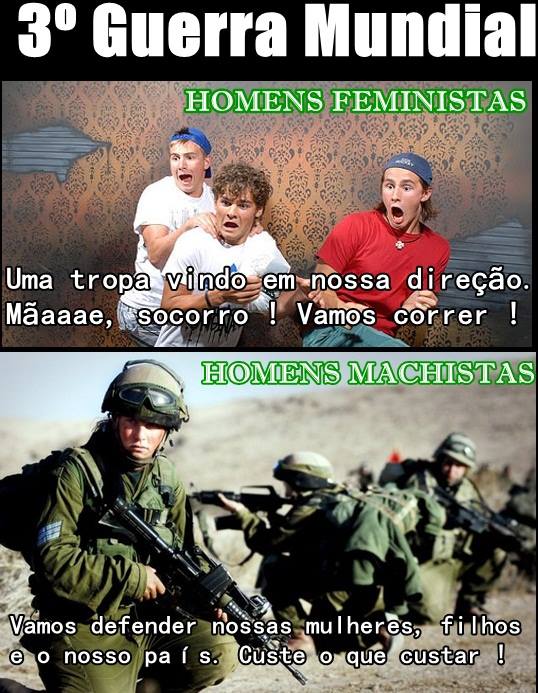 3º Guerra Mundial
HOMENS FEMINISTAS
Uma tropa vindo em nossa direção.
Mãaaae, socorro ! Vamos correr !
HOMENS MACHISTAS
Vamos defender nossas mulheres, filhos
e o nosso país. Custe o que custar !